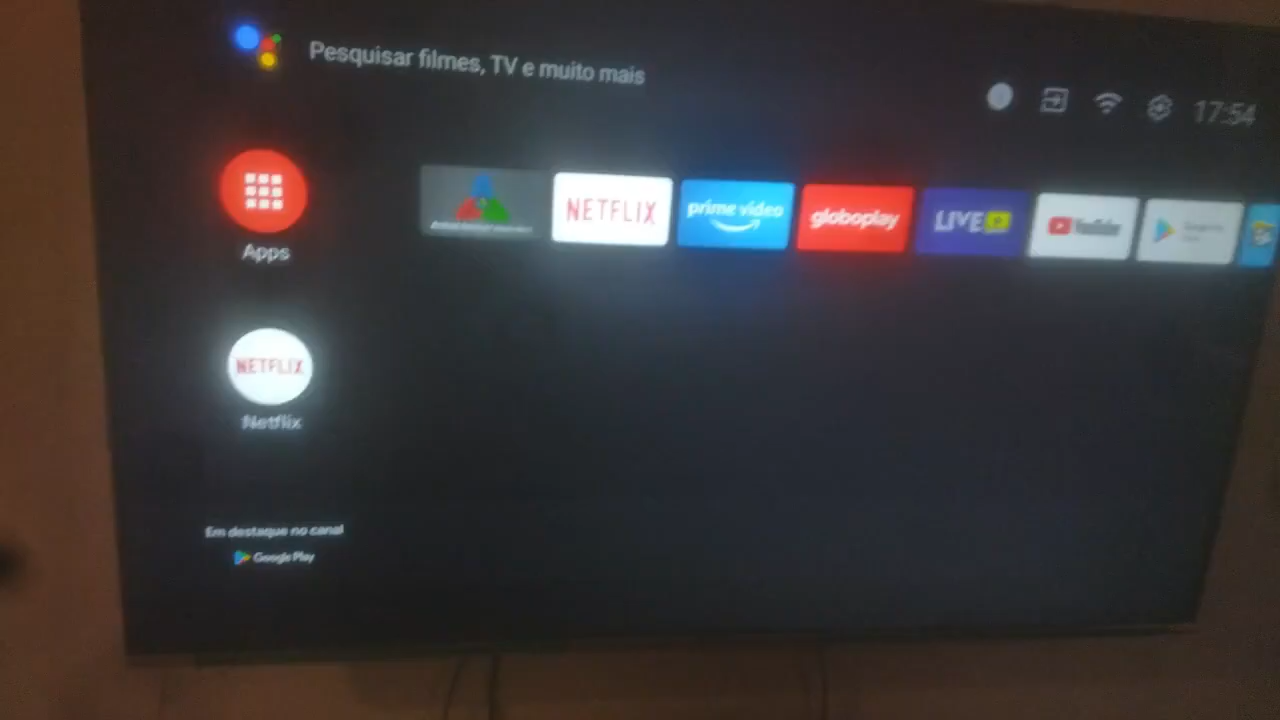 Pesquisar filmes, TV e muito mais
17:54
NETFLIX
prime video
globoplay
LIVE
YouTube
Apps
NETFLIX
Netflix
Em destaque no canal
Google Play